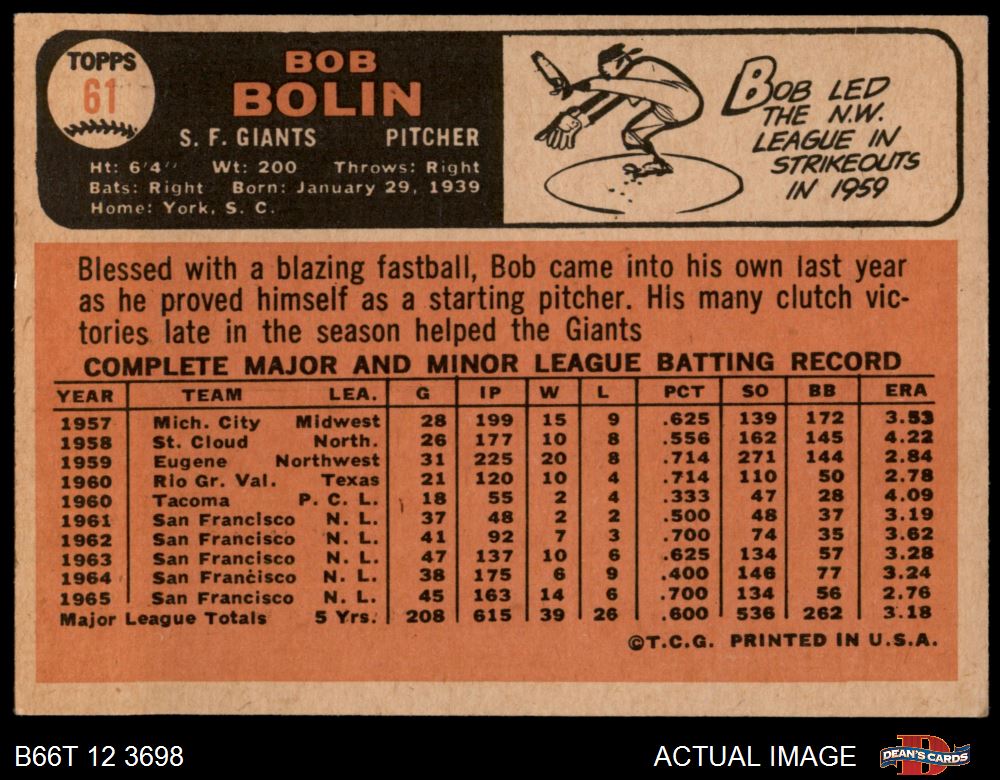 TOPPS
61
BOB
BOLIN
S. F. GIANTS PITCHER
Ht: 6'4'' Wt: 200 Throws: Right
Bats: Right Born: January 29, 1939
Home: York, S. C.
BOB LED
THE N.W.
LEAGUE IN
STRIKEOUTS
IN 1959
Blessed with a blazing fastball, Bob came into his own last year
as he proved himself as a starting pitcher. His many clutch vic-
tories late in the season helped the Giants
COMPLETE MAJOR AND MINOR LEAGUE BATTING RECORD
YEAR TEAM LEA. G IP W L PCT SO BB ERA
1957 Mich. City Midwest 28 199 15 9 .625 139 172 3.53
1958 St. Cloud North. 26 177 10 8 .556 162 145 4.22
1959 Eugene Northwest 31 225 20 8 .714 271 144 2.84
1960 Rio Gr. Val. Texas 21 120 10 4 .714 110 50 2.78
1960 Tacoma P. C. L. 18 55 2 4 .333 47 28 4.09
1961 San Francisco N. L. 37 48 2 2 .500 48 37 3.19
1962 San Francisco N. L. 41 92 7 3 .700 74 35 3.62
1963 San Francisco N. L. 47 137 10 6 .625 134 57 3.28
1964 San Francisco N. L. 38 175 6 9 .400 146 77 3.24
1965 San Francisco N. L. 45 163 14 6 .700 134 56 2.76
Major League Totals 5 Yrs. 208 615 39 26 .600 536 262 3.18
©T.C.G. PRINTED IN U.S.A.
B66T 12 3698 ACTUAL IMAGE DEAN'S CARDS